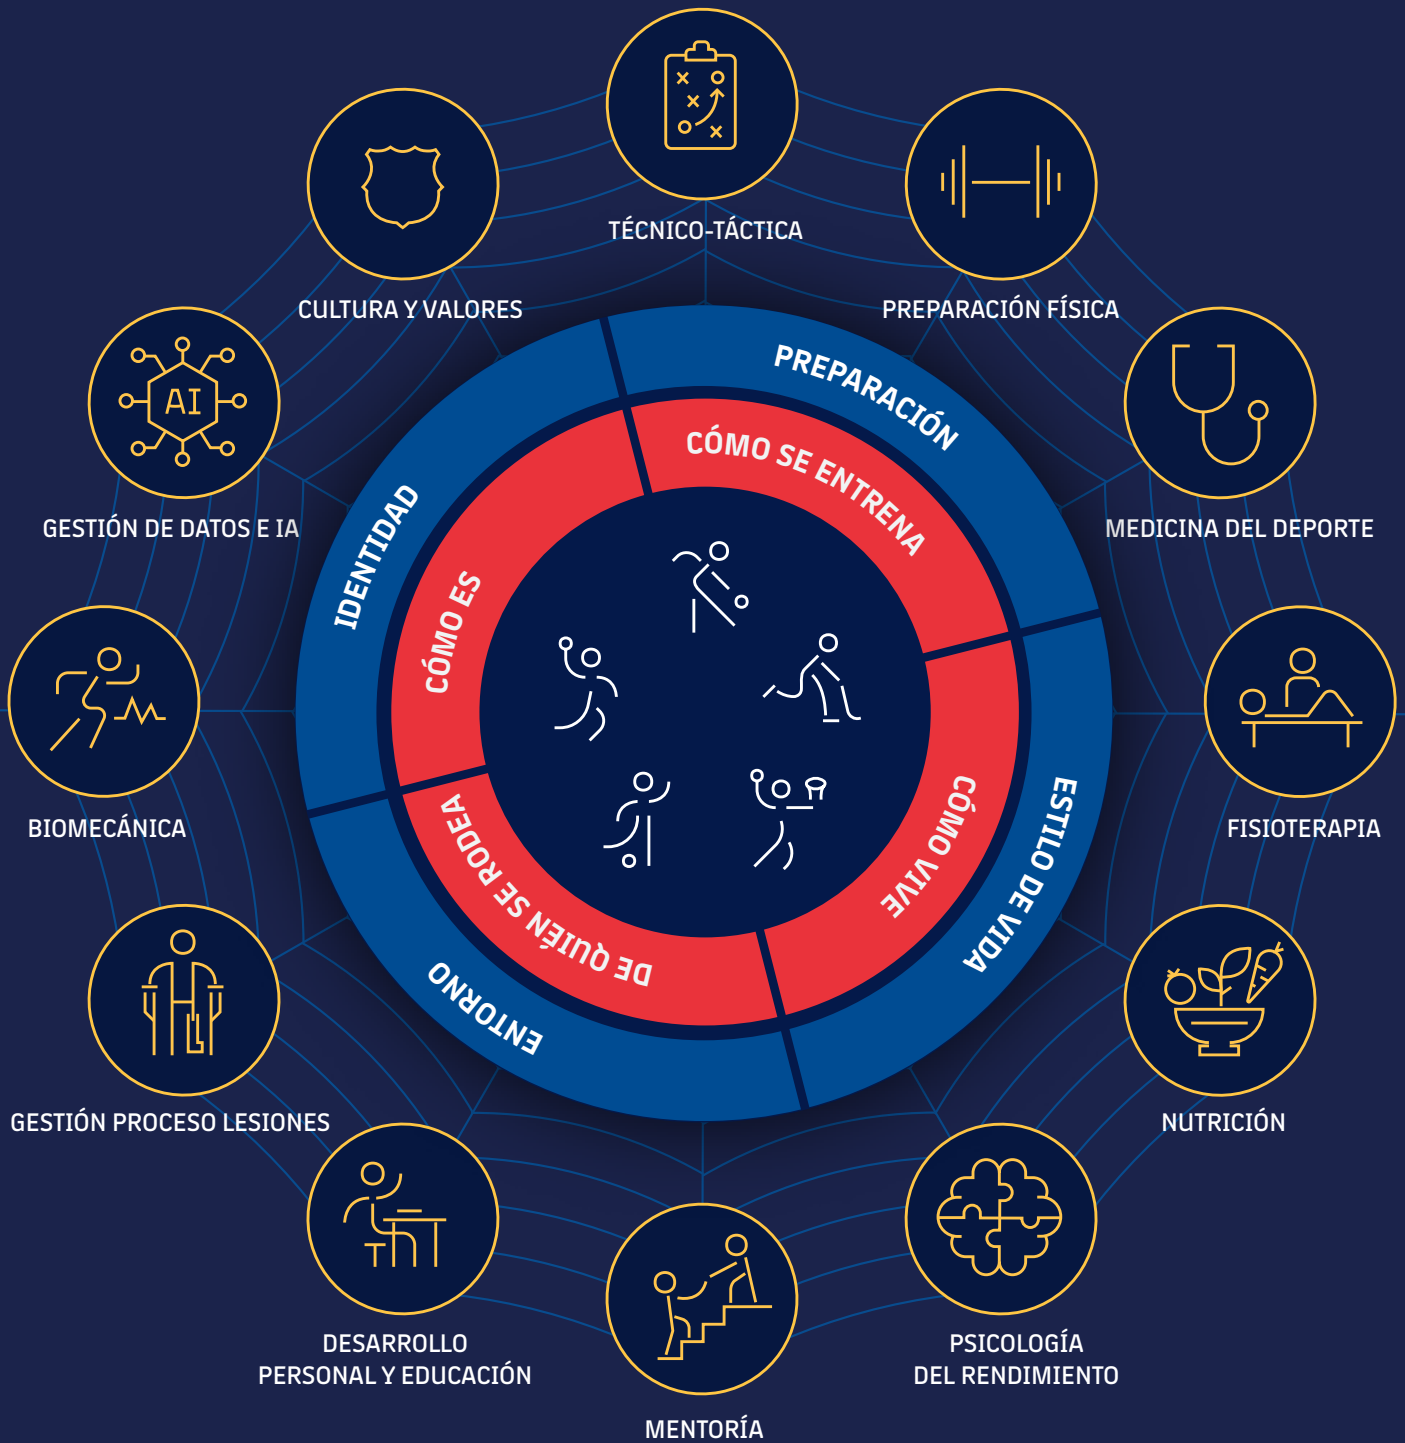 TÉCNICO-TÁCTICA
PREPARACIÓN FÍSICA
MEDICINA DEL DEPORTE
FISIOTERAPIA
NUTRICIÓN
PSICOLOGÍA
DEL RENDIMIENTO
MENTORÍA
DESARROLLO
PERSONAL Y EDUCACIÓN
GESTIÓN PROCESO LESIONES
BIOMECÁNICA
AI
GESTIÓN DE DATOS E IA
CULTURA Y VALORES
PREPARACIÓN
CÓMO SE ENTRENA
ESTILO DE VIDA
CÓMO VIVE
ENTORNO
DE QUIÉN SE RODEA
IDENTIDAD
CÓMO ES